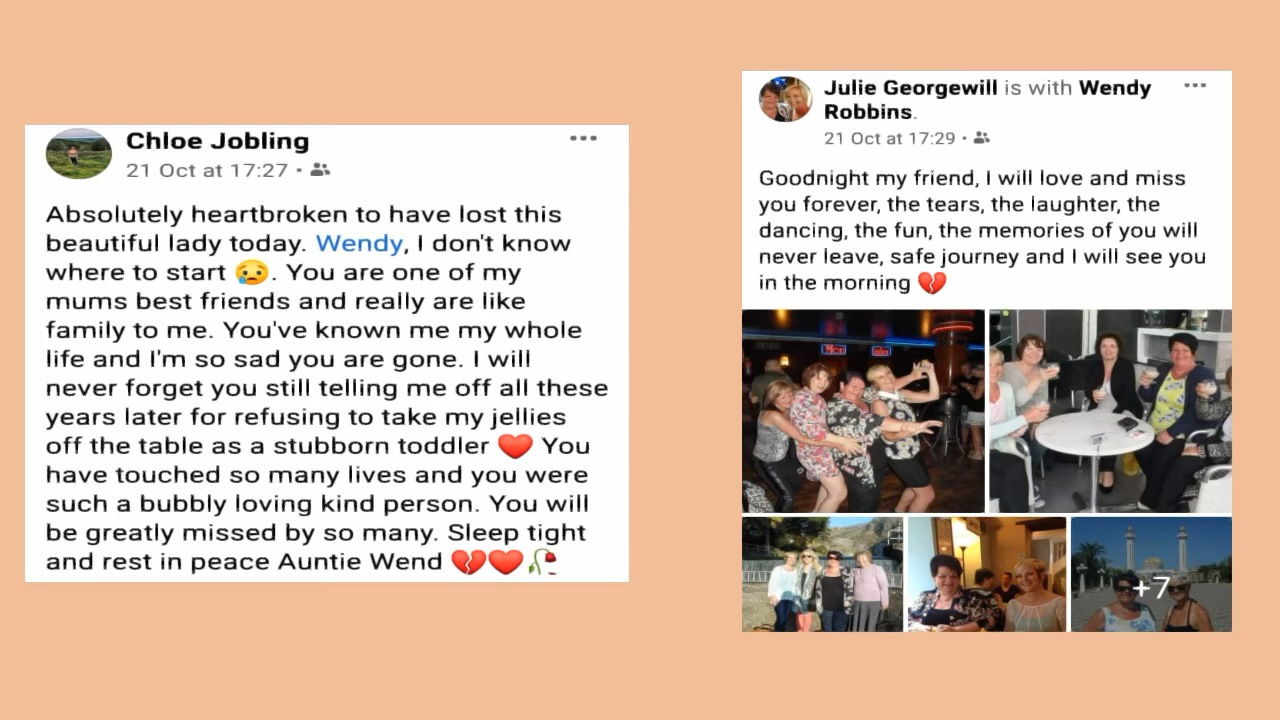 Chloe Jobling
21 Oct at 17:27 •
Absolutely heartbroken to have lost this
beautiful lady today. Wendy, I don't know
where to start 😥. You are one of my
mums best friends and really are like
family to me. You've known me my whole
life and I'm so sad you are gone. I will
never forget you still telling me off all these
years later for refusing to take my jellies
off the table as a stubborn toddler ❤️ You
have touched so many lives and you were
such a bubbly loving kind person. You will
be greatly missed by so many. Sleep tight
and rest in peace Auntie Wend 💔❤️🥀
Julie Georgewill is with Wendy
Robbins.
21 Oct at 17:29 •
Goodnight my friend, I will love and miss
you forever, the tears, the laughter, the
dancing, the fun, the memories of you will
never leave, safe journey and I will see you
in the morning 💔
+7